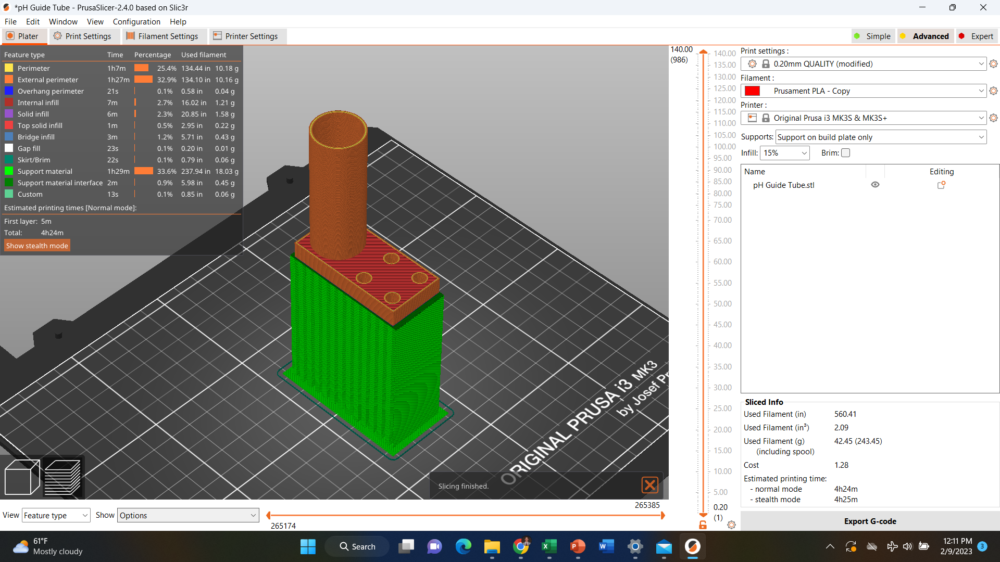 *pH Guide Tube - PrusaSlicer-2.4.0 based on Slic3r
File Edit Window View Configuration Help
Plater Print Settings Filament Settings Printer Settings Simple Advanced Expert
Feature type Time Percentage Used filament
Perimeter 1h7m 25.4% 134.44 in 10.18 g
External perimeter 1h27m 32.9% 134.10 in 10.16 g
Overhang perimeter 21s 0.1% 0.58 in 0.04 g
Internal infill 7m 2.7% 16.02 in 1.21 g
Solid infill 6m 2.3% 20.85 in 1.58 g
Top solid infill 1m 0.5% 2.95 in 0.22 g
Bridge infill 3m 1.2% 5.71 in 0.43 g
Gap fill 23s 0.1% 0.20 in 0.01 g
Skirt/Brim 22s 0.1% 0.79 in 0.06 g
Support material 1h29m 33.6% 237.94 in 18.03 g
Support material interface 2m 0.9% 5.98 in 0.45 g
Custom 13s 0.1% 0.85 in 0.06 g
Estimated printing times [Normal mode]:
First layer: 5m
Total: 4h24m
Show stealth mode
ORIGINAL PRUSA i3 MK3
by Josef Pr
Slicing finished.
140.00
(986)
140.00
135.00
130.00
125.00
120.00
115.00
110.00
105.00
100.00
95.00
90.00
85.00
80.00
75.00
70.00
65.00
60.00
55.00
50.00
45.00
40.00
35.00
30.00
25.00
20.00
15.00
10.00
5.00
0.20
(1)
Print settings :
0.20mm QUALITY (modified)
Filament :
Prusament PLA - Copy
Printer :
Original Prusa i3 MK3S & MK3S+
Supports: Support on build plate only
Infill: 15% Brim:
Name Editing
pH Guide Tube.stl
Sliced Info
Used Filament (in) 560.41
Used Filament (in³) 2.09
Used Filament (g) 42.45 (243.45)
(including spool)
Cost 1.28
Estimated printing time:
- normal mode 4h24m
- stealth mode 4h25m
Export G-code
View Feature type Show Options
265385
265174
61°F
Mostly cloudy
Search
12:11 PM
2/9/2023
3